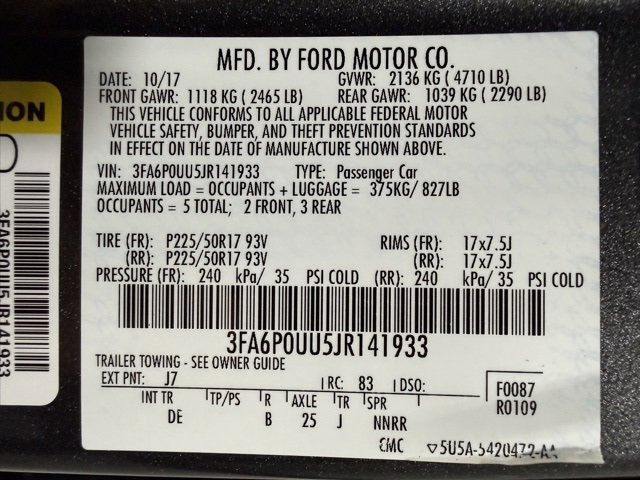 MFD. BY FORD MOTOR CO.
DATE: 10/17 GVWR: 2136 KG ( 4710 LB)
FRONT GAWR: 1118 KG ( 2465 LB) REAR GAWR: 1039 KG ( 2290 LB)
THIS VEHICLE CONFORMS TO ALL APPLICABLE FEDERAL MOTOR
VEHICLE SAFETY, BUMPER, AND THEFT PREVENTION STANDARDS
IN EFFECT ON THE DATE OF MANUFACTURE SHOWN ABOVE.
VIN: 3FA6P0UU5JR141933 TYPE: Passenger Car
MAXIMUM LOAD = OCCUPANTS + LUGGAGE = 375KG/ 827LB
OCCUPANTS = 5 TOTAL; 2 FRONT, 3 REAR
TIRE (FR): P225/50R17 93V RIMS (FR): 17x7.5J
(RR): P225/50R17 93V (RR): 17x7.5J
PRESSURE (FR): 240 kPa/ 35 PSI COLD (RR): 240 kPa/ 35 PSI COLD
3FA6P0UU5JR141933
TRAILER TOWING - SEE OWNER GUIDE
EXT PNT: J7 RC: 83 DSO:
INT TR TP/PS R AXLE TR SPR
DE B 25 J NNRR
F0087
R0109
CMC ▽5U5A-5420472-AA
ION
3FA6P0UU5JR141933